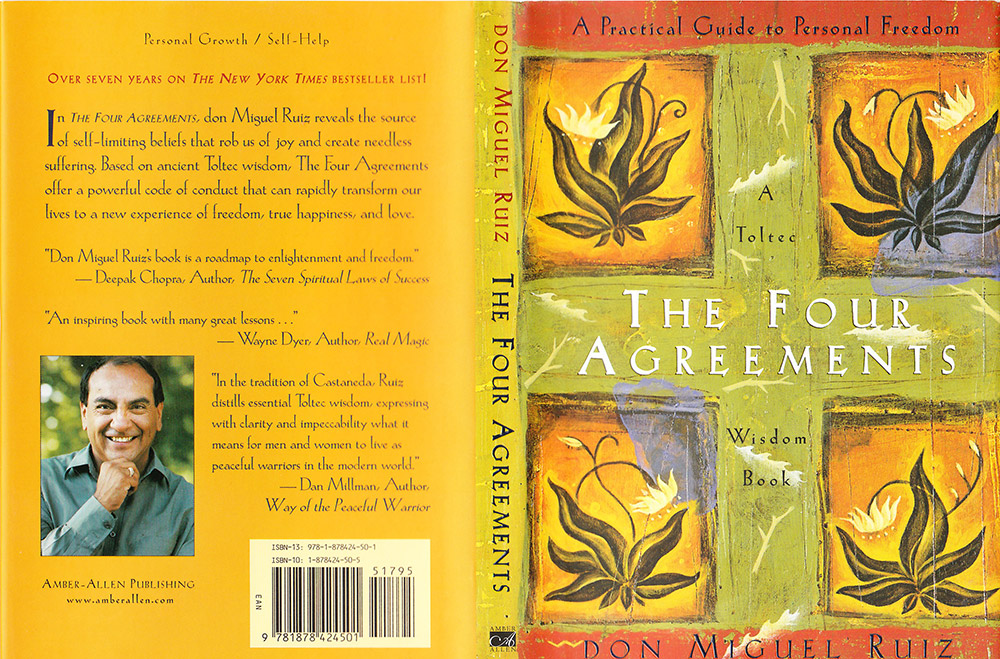 Personal Growth / Self-Help
OVER SEVEN YEARS ON THE NEW YORK TIMES BESTSELLER LIST!
In THE FOUR AGREEMENTS, don Miguel Ruiz reveals the source
of self-limiting beliefs that rob us of joy and create needless
suffering. Based on ancient Toltec wisdom, The Four Agreements
offer a powerful code of conduct that can rapidly transform our
lives to a new experience of freedom, true happiness, and love.
"Don Miguel Ruiz's book is a roadmap to enlightenment and freedom."
— Deepak Chopra, Author, The Seven Spiritual Laws of Success
"An inspiring book with many great lessons . . ."
— Wayne Dyer, Author, Real Magic
"In the tradition of Castaneda, Ruiz
distills essential Toltec wisdom, expressing
with clarity and impeccability what it
means for men and women to live as
peaceful warriors in the modern world."
— Dan Millman, Author,
Way of the Peaceful Warrior
AMBER-ALLEN PUBLISHING
www.amberallen.com
ISBN-13: 978-1-878424-50-1
ISBN-10: 1-878424-50-5
51795
EAN
9 781878 424501
DON MIGUEL RUIZ THE FOUR AGREEMENTS ·
AMBER
A
ALLEN
A Practical Guide to Personal Freedom
A
Toltec
THE FOUR
AGREEMENTS
Wisdom
Book
DON MIGUEL RUIZ